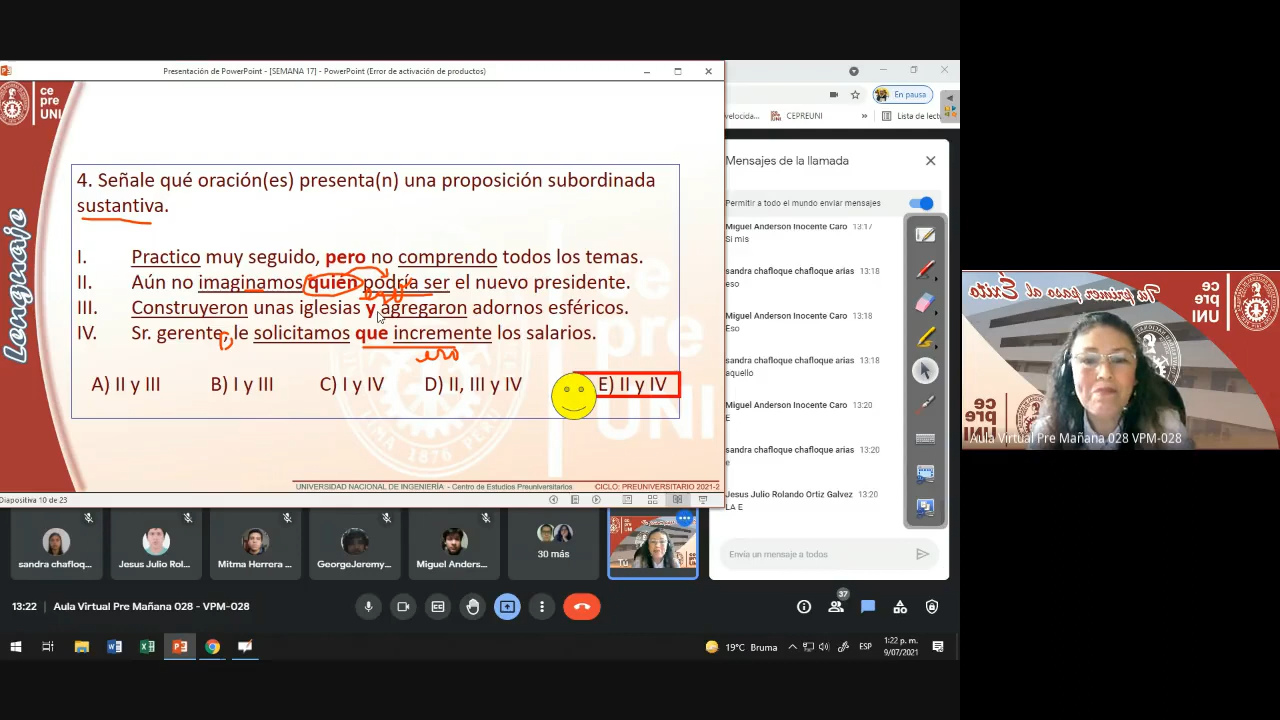 Presentación de PowerPoint - [SEMANA 17] - PowerPoint (Error de activación de productos)
ce
pre
UNI
Lenguaje
4. Señale qué oración(es) presenta(n) una proposición subordinada
sustantiva.
I. Practico muy seguido, pero no comprendo todos los temas.
II. Aún no imaginamos quien podría ser el nuevo presidente.
III. Construyeron unas iglesias y agregaron adornos esféricos.
IV. Sr. gerente, le solicitamos que incremente los salarios.
eso
A) II y III B) I y III C) I y IV D) II, III y IV E) II y IV
1876
UNIVERSIDAD NACIONAL DE INGENIERÍA - Centro de Estudios Preuniversitarios CICLO: PREUNIVERSITARIO 2021-2
Diapositiva 10 de 23
En pausa
velocida... CEPREUNI » Lista de lectu
Mensajes de la llamada
Permitir a todo el mundo enviar mensajes
Miguel Anderson Inocente Caro 13:17
Si mis
sandra chafloque chafloque arias 13:18
eso
Miguel Anderson Inocente Caro 13:18
Eso
sandra chafloque chafloque arias 13:18
aquello
Miguel Anderson Inocente Caro 13:20
E
sandra chafloque chafloque arias 13:20
e
Jesus Julio Rolando Ortiz Galvez 13:20
LA E
Envía un mensaje a todos
sandra chafloq... Jesus Julio Rol... Mitma Herrera ... GeorgeJeremy... Miguel Anders... 30 más Tú
13:22 | Aula Virtual Pre Mañana 028 - VPM-028
37
19°C Bruma ESP 1:22 p. m.
9/07/2021
Tu primer paso al Éxito
Aula Virtual Pre Mañana 028 VPM-028